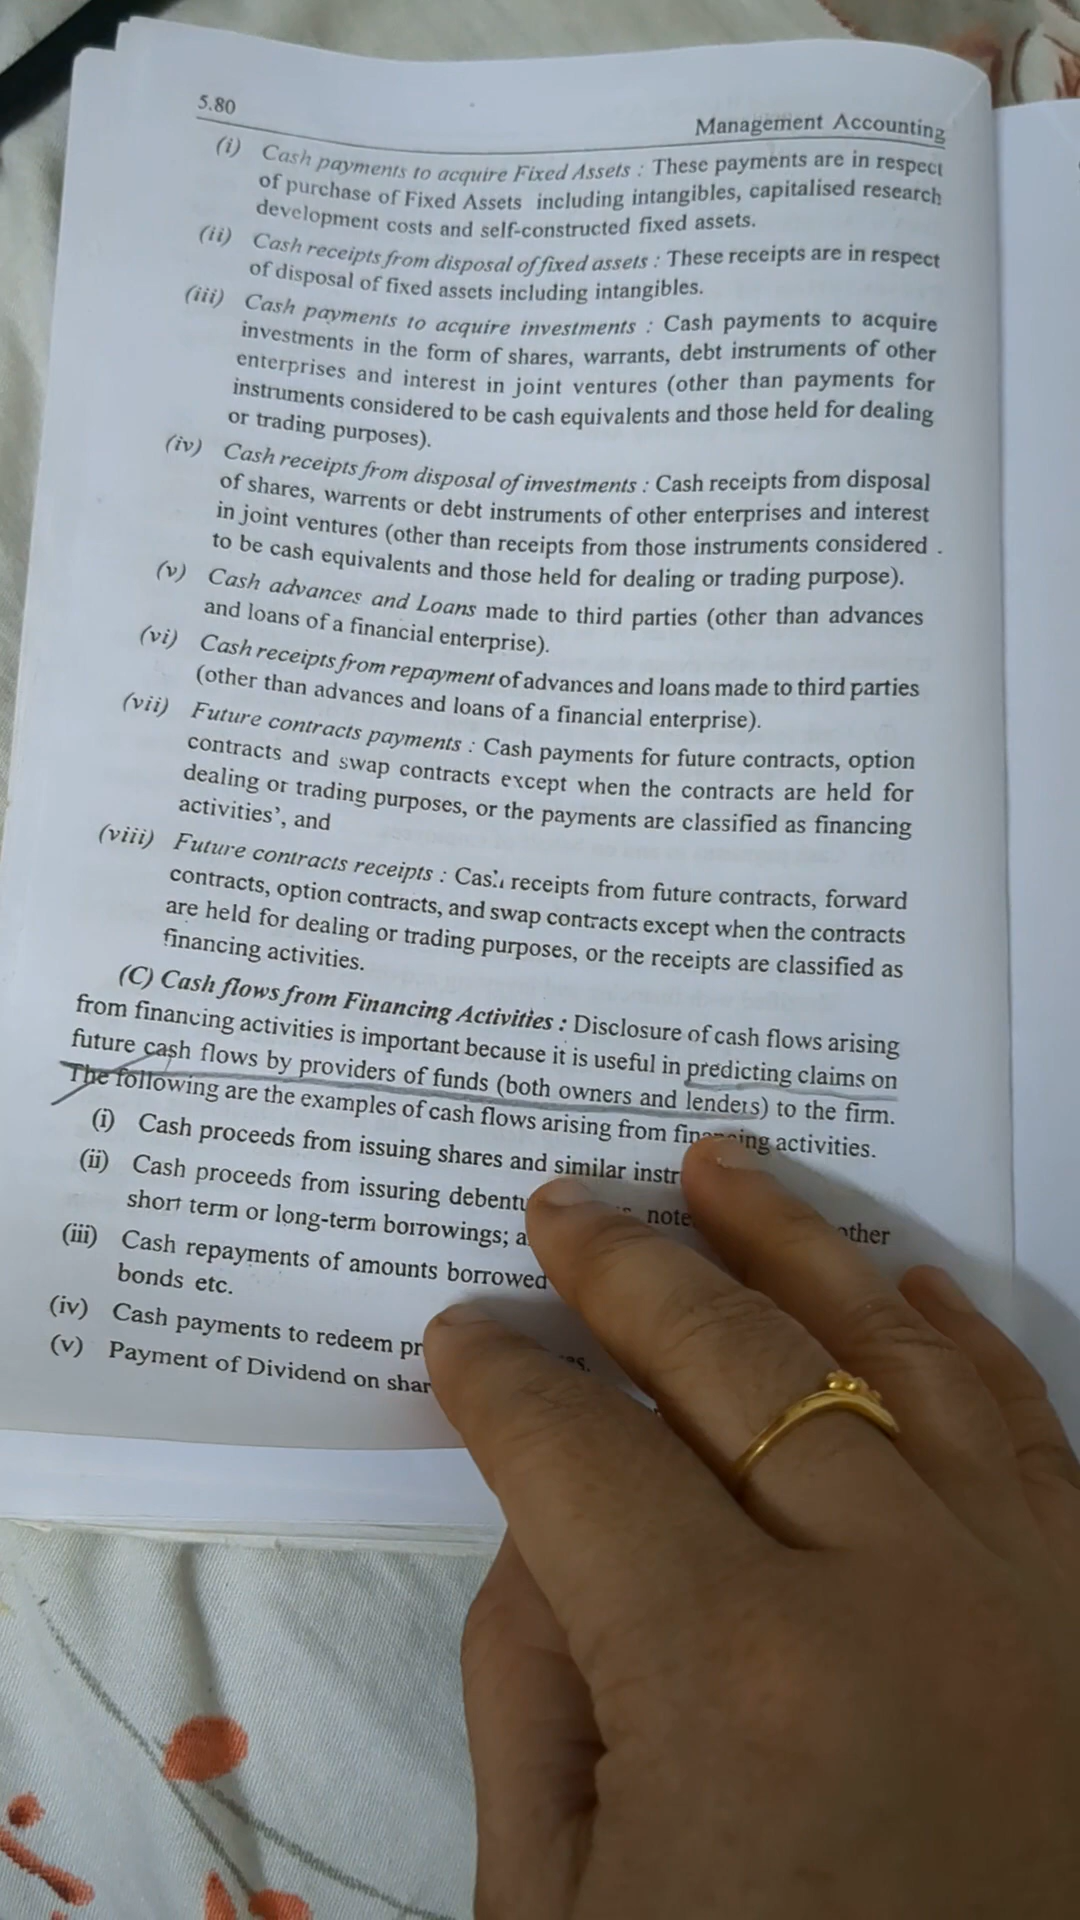 5.80
Management Accounting
(i) Cash payments to acquire Fixed Assets : These payments are in respect
of purchase of Fixed Assets including intangibles, capitalised research
development costs and self-constructed fixed assets.
(ii) Cash receipts from disposal of fixed assets : These receipts are in respect
of disposal of fixed assets including intangibles.
(iii) Cash payments to acquire investments : Cash payments to acquire
investments in the form of shares, warrants, debt instruments of other
enterprises and interest in joint ventures (other than payments for
instruments considered to be cash equivalents and those held for dealing
or trading purposes).
(iv) Cash receipts from disposal of investments : Cash receipts from disposal
of shares, warrents or debt instruments of other enterprises and interest
in joint ventures (other than receipts from those instruments considered .
to be cash equivalents and those held for dealing or trading purpose).
(v) Cash advances and Loans made to third parties (other than advances
and loans of a financial enterprise).
(vi) Cash receipts from repayment of advances and loans made to third parties
(other than advances and loans of a financial enterprise).
(vii) Future contracts payments : Cash payments for future contracts, option
contracts and swap contracts except when the contracts are held for
dealing or trading purposes, or the payments are classified as financing
activities', and
(viii) Future contracts receipts : Cash receipts from future contracts, forward
contracts, option contracts, and swap contracts except when the contracts
are held for dealing or trading purposes, or the receipts are classified as
financing activities.
(C) Cash flows from Financing Activities : Disclosure of cash flows arising
from financing activities is important because it is useful in predicting claims on
future cash flows by providers of funds (both owners and lenders) to the firm.
The following are the examples of cash flows arising from financing activities.
(i) Cash proceeds from issuing shares and similar instr
(ii) Cash proceeds from issuring debentu note other
short term or long-term borrowings; a
(iii) Cash repayments of amounts borrowed
bonds etc.
(iv) Cash payments to redeem pr es.
(v) Payment of Dividend on shar